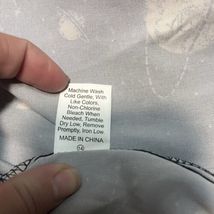 Machine Wash
Cold Gentle, With
Like Colors,
Non-Chlorine
Bleach When
Needed, Tumble
Dry Low, Remove
Promptly, Iron Low
MADE IN CHINA
14